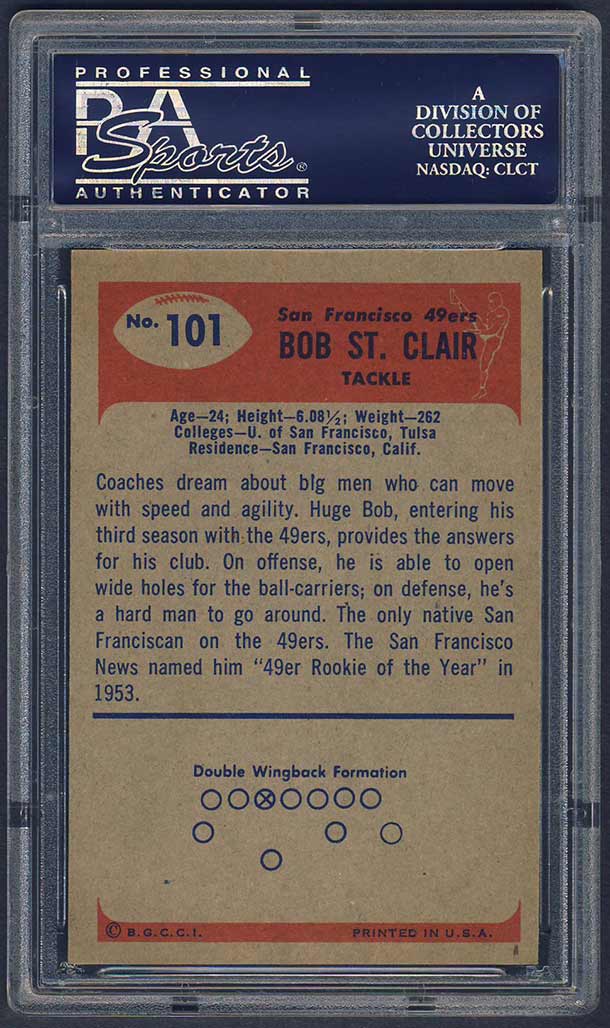 PROFESSIONAL
PSA
Sports®
AUTHENTICATOR
A
DIVISION OF
COLLECTORS
UNIVERSE
NASDAQ: CLCT
No. 101
San Francisco 49ers
BOB ST. CLAIR
TACKLE
Age—24; Height—6.08½; Weight—262
Colleges—U. of San Francisco, Tulsa
Residence—San Francisco, Calif.
Coaches dream about big men who can move
with speed and agility. Huge Bob, entering his
third season with the 49ers, provides the answers
for his club. On offense, he is able to open
wide holes for the ball-carriers; on defense, he's
a hard man to go around. The only native San
Franciscan on the 49ers. The San Francisco
News named him "49er Rookie of the Year" in
1953.
Double Wingback Formation
© B.G.C.C.I.
PRINTED IN U.S.A.